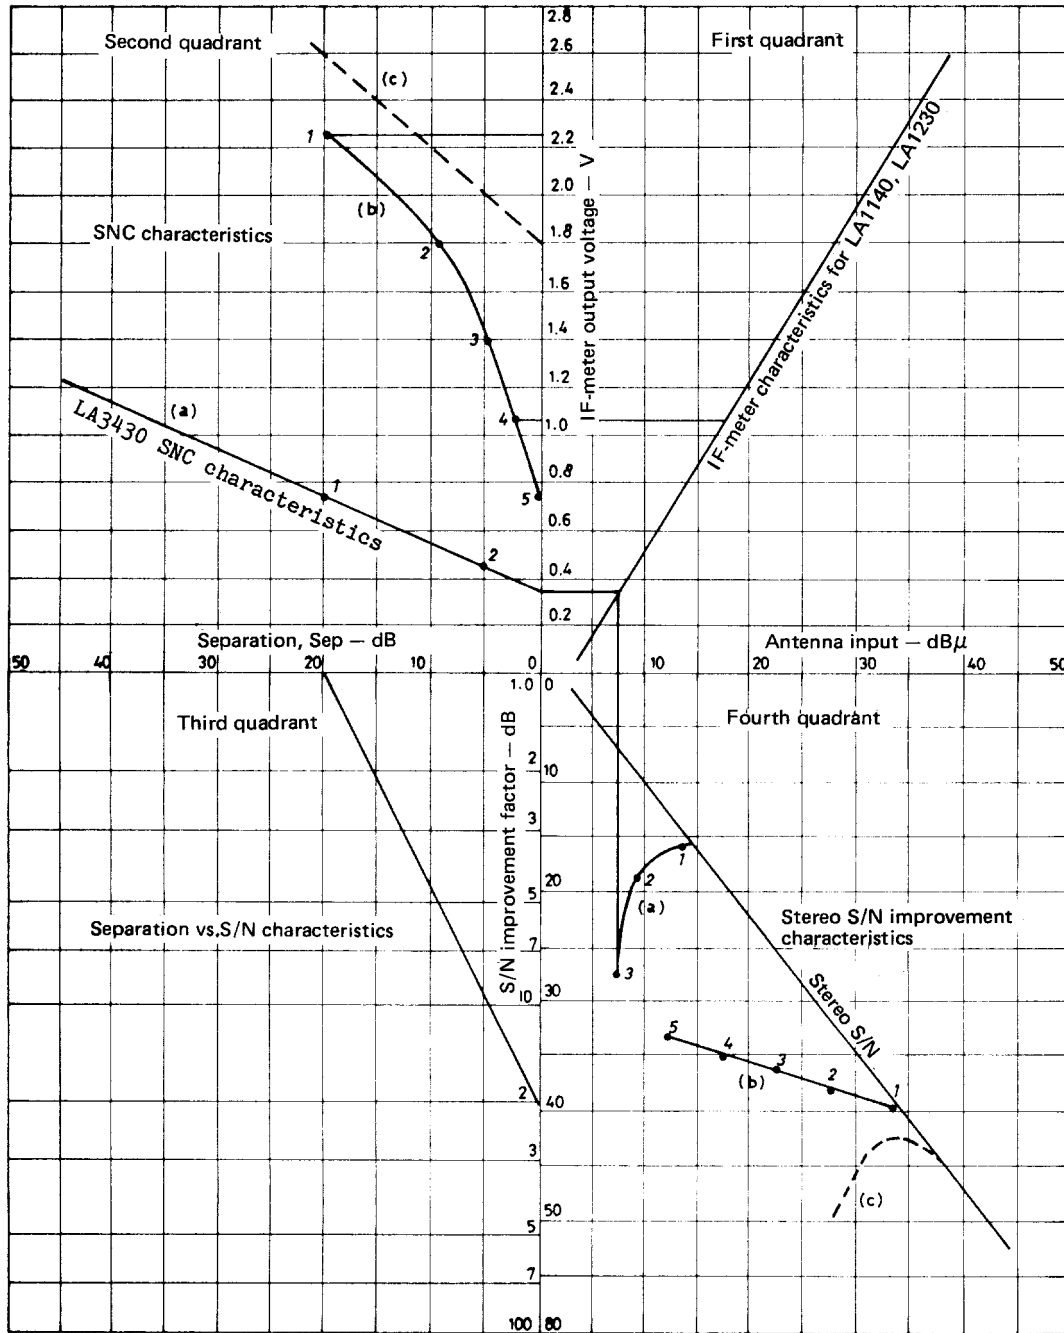 2.8
Second quadrant
First quadrant
2.6
(c)
2.4
1
2.2
2.0
(b)
SNC characteristics
1.8
2
1.6
IF-meter output voltage — V
IF-meter characteristics for LA1140, LA1230
3
1.4
1.2
(a)
4
1.0
LA3430 SNC characteristics
0.8
1
5
0.6
2
0.4
0.2
Separation, Sep — dB
Antenna input — dBμ
50 40 30 20 10 0 10 20 30 40 50
1.0 0
Third quadrant
Fourth quadrant
S/N improvement factor — dB
2 10
3
1
2 20
5
(a)
Separation vs.S/N characteristics
Stereo S/N improvement
characteristics
7
3
10 30
Stereo S/N
5
4
3
(b)
2
1
2 40
3
(c)
50
5
7
100 80